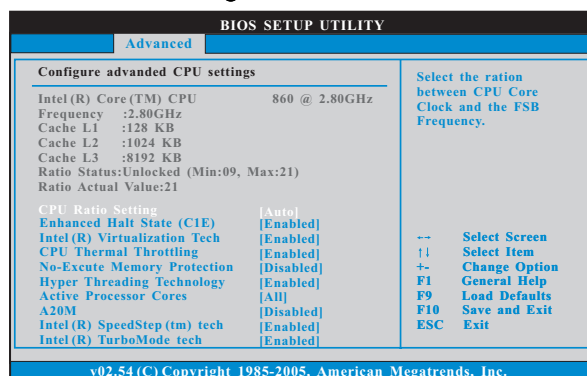 BIOS SETUP UTILITY
Advanced
Configure advanded CPU settings
Intel (R) Core (TM) CPU 860 @ 2.80GHz
Frequency :2.80GHz
Cache L1 :128 KB
Cache L2 :1024 KB
Cache L3 :8192 KB
Ratio Status:Unlocked (Min:09, Max:21)
Ratio Actual Value:21
CPU Ratio Setting [Auto]
Enhanced Halt State (C1E) [Enabled]
Intel (R) Virtualization Tech [Enabled]
CPU Thermal Throttling [Enabled]
No-Excute Memory Protection [Disabled]
Hyper Threading Technology [Enabled]
Active Processor Cores [All]
A20M [Disabled]
Intel (R) SpeedStep (tm) tech [Enabled]
Intel (R) TurboMode tech [Enabled]
Select the ration
between CPU Core
Clock and the FSB
Frequency.
←→ Select Screen
↑↓ Select Item
+- Change Option
F1 General Help
F9 Load Defaults
F10 Save and Exit
ESC Exit
v02.54 (C) Copyright 1985-2005, American Megatrends, Inc.